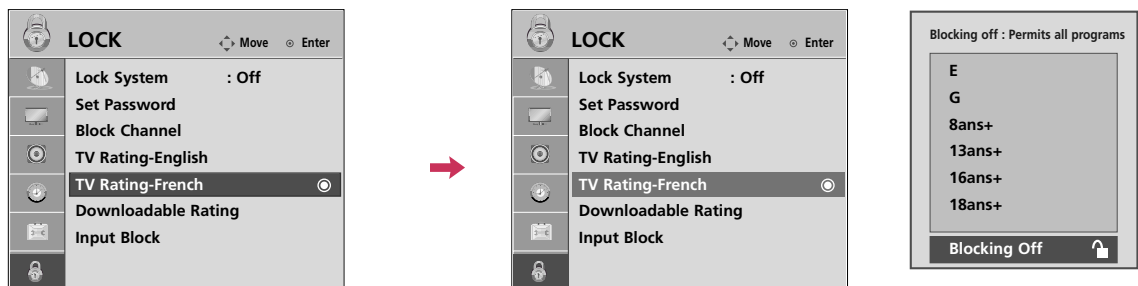 LOCK Move Enter
Lock System : Off
Set Password
Block Channel
TV Rating-English
TV Rating-French
Downloadable Rating
Input Block
LOCK Move Enter
Lock System : Off
Set Password
Block Channel
TV Rating-English
TV Rating-French
Downloadable Rating
Input Block
Blocking off : Permits all programs
E
G
8ans+
13ans+
16ans+
18ans+
Blocking Off